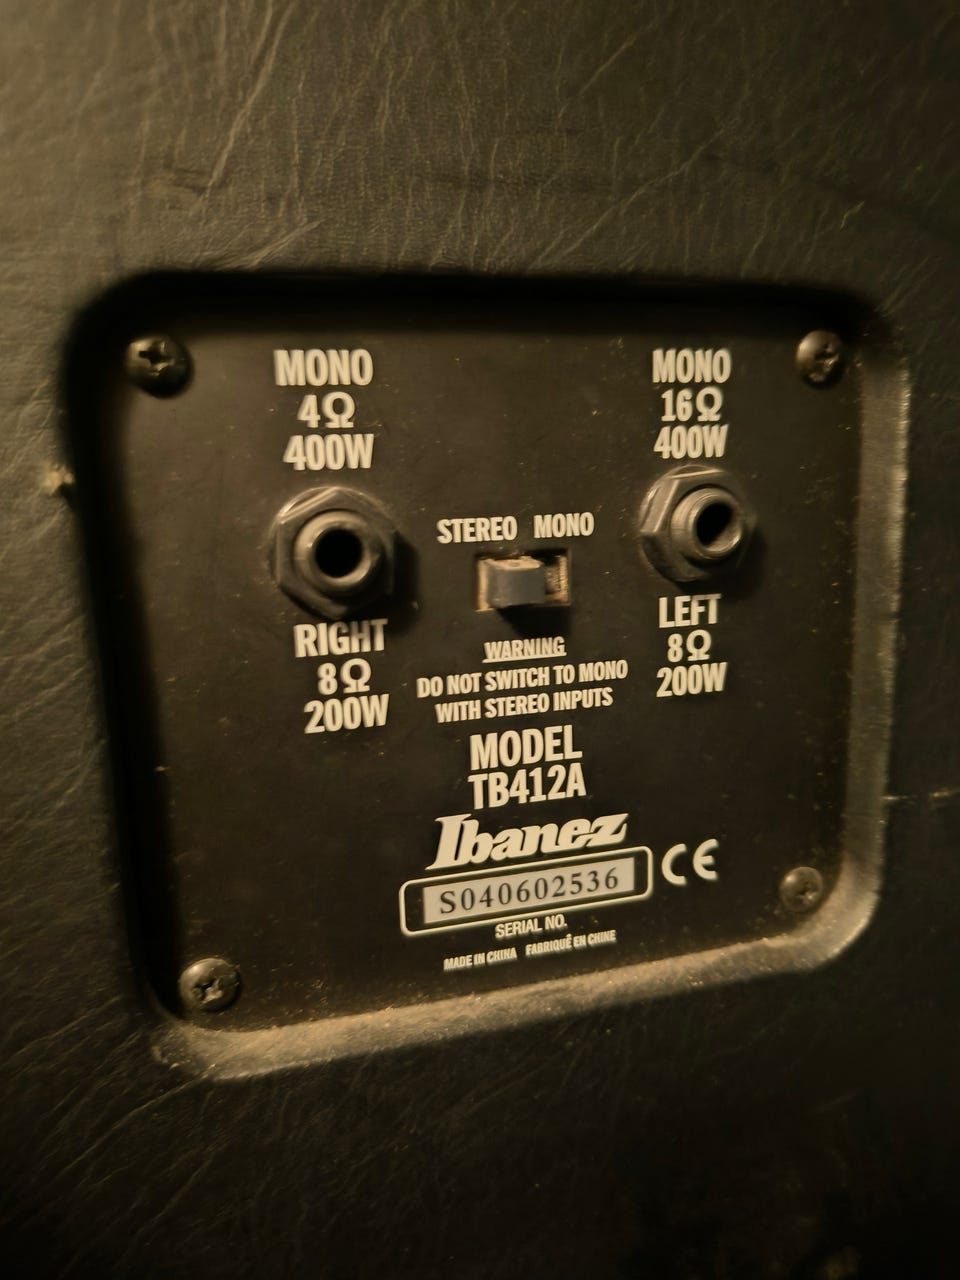 MONO
4Ω
400W
MONO
16Ω
400W
STEREO MONO
RIGHT
8Ω
200W
LEFT
8Ω
200W
WARNING
DO NOT SWITCH TO MONO
WITH STEREO INPUTS
MODEL
TB412A
Ibanez
CE
S040602536
SERIAL NO.
MADE IN CHINA FABRIQUÉ EN CHINE